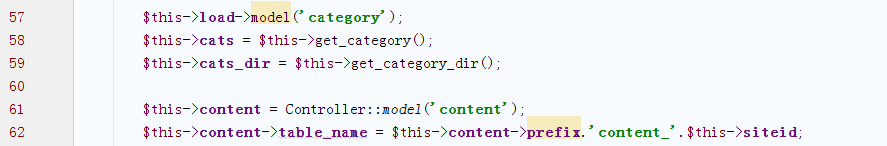 57 $this->load->model('category');
58 $this->cats = $this->get_category();
59 $this->cats_dir = $this->get_category_dir();
60
61 $this->content = Controller::model('content');
62 $this->content->table_name = $this->content->prefix.'content_'.$this->siteid;